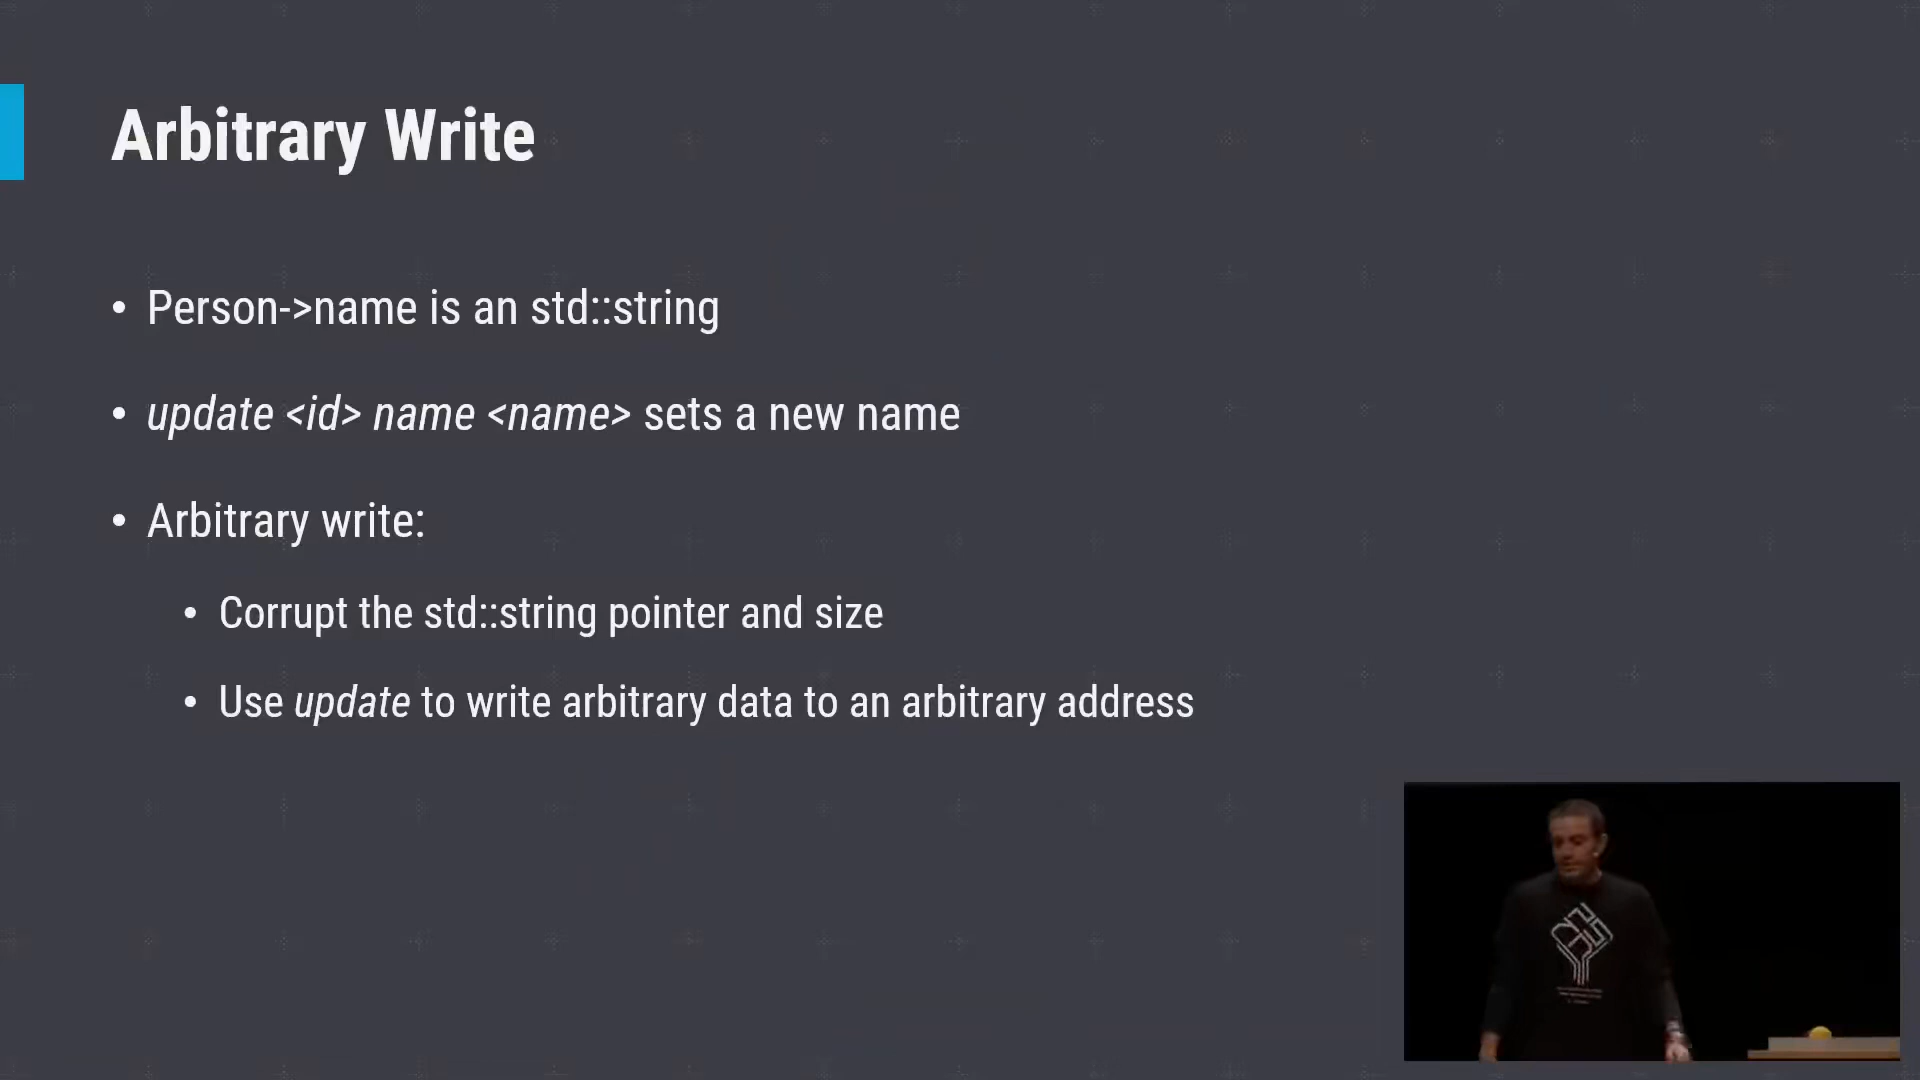 Arbitrary Write
• Person->name is an std::string
• update <id> name <name> sets a new name
• Arbitrary write:
• Corrupt the std::string pointer and size
• Use update to write arbitrary data to an arbitrary address